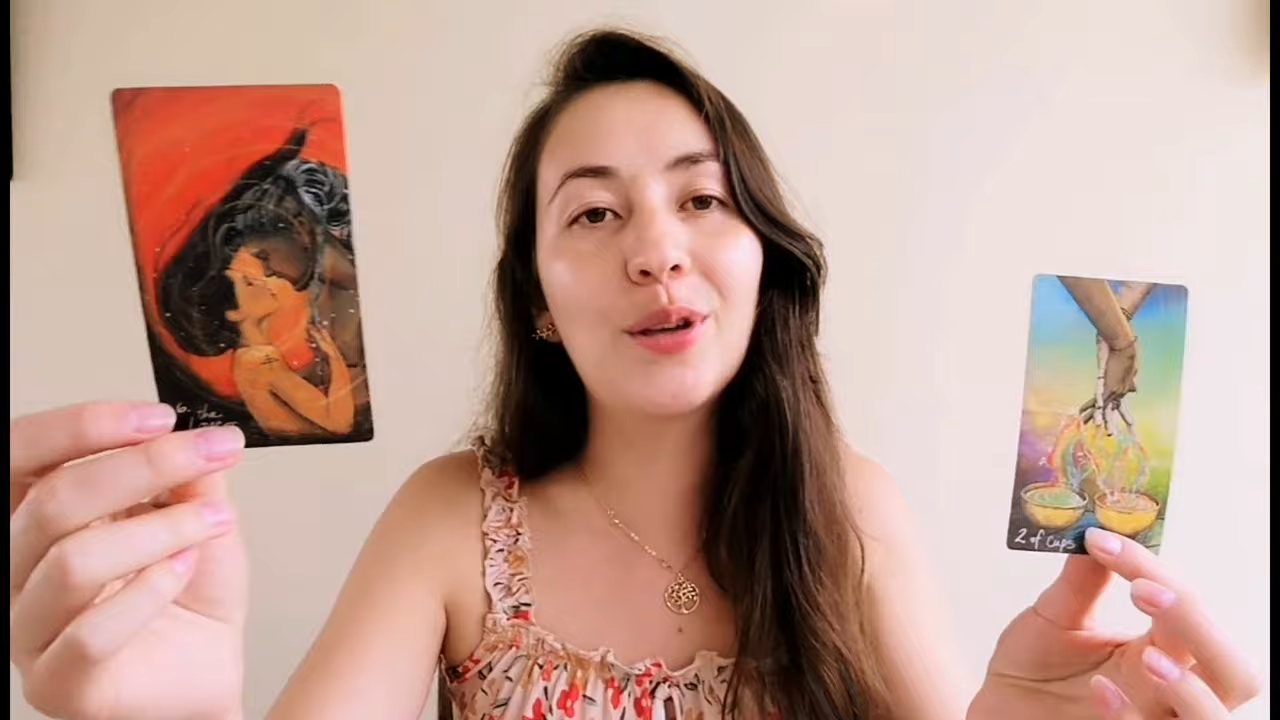 6. the
2 of cups